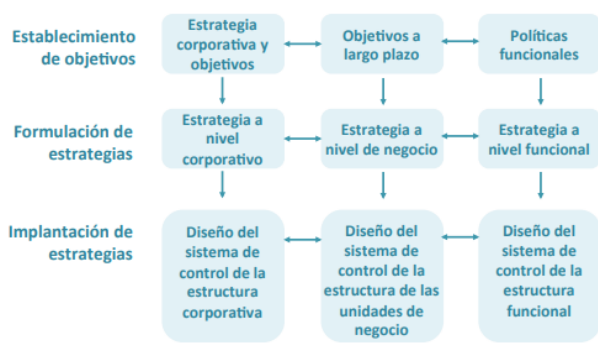 Establecimiento
de objetivos
Estrategia
corporativa y
objetivos
Objetivos a
largo plazo
Políticas
funcionales
Formulación de
estrategias
Estrategia a
nivel
corporativo
Estrategia a
nivel de negocio
Estrategia a
nivel funcional
Implantación de
estrategias
Diseño del
sistema de
control de la
estructura
corporativa
Diseño del
sistema de
control de la
estructura de las
unidades de
negocio
Diseño del
sistema de
control de la
estructura
funcional